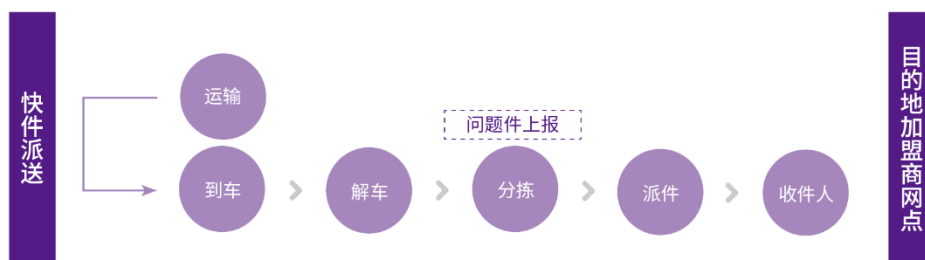 快件派送
运输
问题件上报
到车
解车
分拣
派件
收件人
目的地加盟商网点